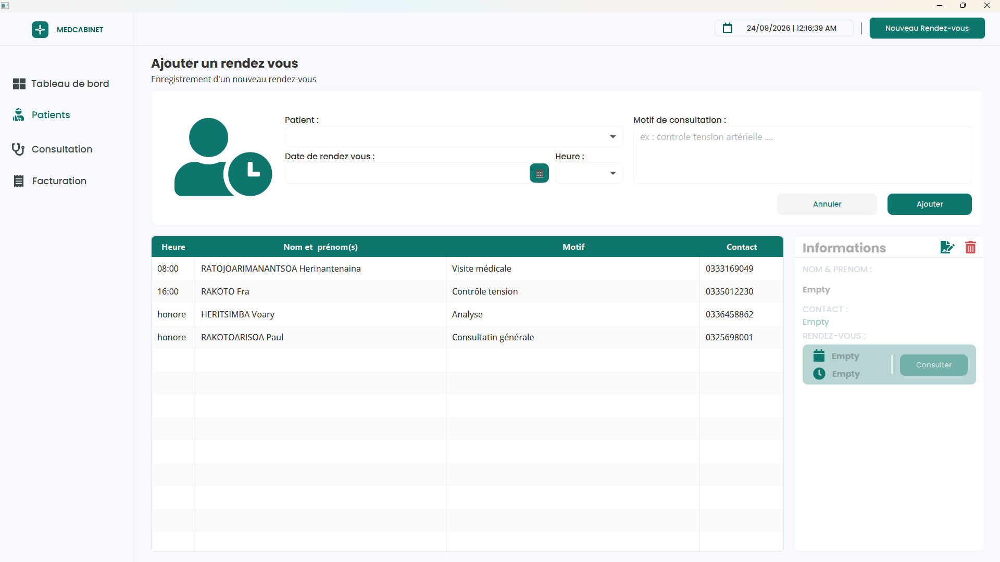 MEDCABINET
24/09/2026 | 12:16:39 AM
Nouveau Rendez-vous
Tableau de bord
Patients
Consultation
Facturation
Ajouter un rendez vous
Enregistrement d'un nouveau rendez-vous
Patient :
Motif de consultation :
ex : controle tension artérielle ....
Date de rendez vous :
Heure :
Annuler
Ajouter
Heure Nom et prénom(s) Motif Contact
08:00 RATOJOARIMANANTSOA Herinantenaina Visite médicale 0333169049
16:00 RAKOTO Fra Contrôle tension 0335012230
honore HERITSIMBA Voary Analyse 0336458862
honore RAKOTOARISOA Paul Consultatin générale 0325698001
Informations
NOM & PRENOM :
Empty
CONTACT :
Empty
RENDEZ-VOUS :
Empty
Empty
Consulter